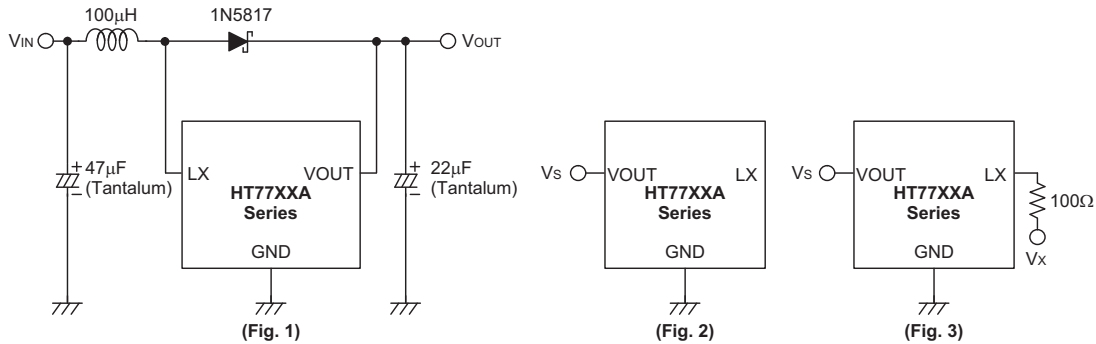 100μH
1N5817
VIN
VOUT
47μF
(Tantalum)
LX
VOUT
HT77XXA
Series
GND
22μF
(Tantalum)
(Fig. 1)
VS
VOUT
LX
HT77XXA
Series
GND
(Fig. 2)
VS
VOUT
LX
HT77XXA
Series
GND
100Ω
VX
(Fig. 3)